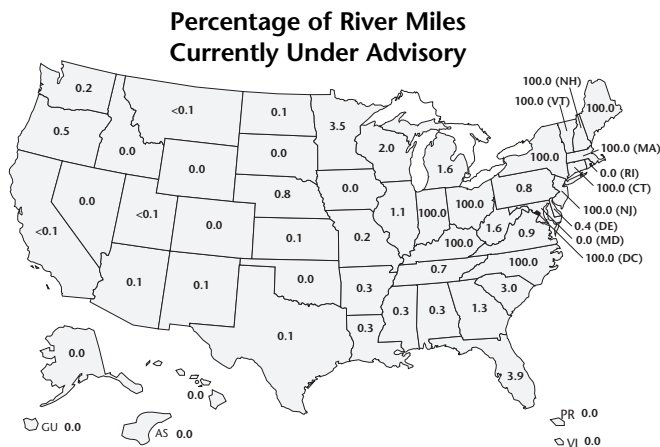 Percentage of River Miles
Currently Under Advisory
100.0 (NH)
0.2
100.0 (VT)
<0.1
0.1
3.5
100.0
0.5
2.0
100.0 (MA)
0.0
0.0
0.0
1.6
100.0
0.0 (RI)
100.0 (CT)
0.0
0.8
0.0
0.8
<0.1
0.0
1.1
100.0
100.0
100.0 (NJ)
0.4 (DE)
<0.1
0.1
0.2
100.0
1.6
0.9
0.0 (MD)
100.0 (DC)
0.1
0.1
0.0
0.3
0.7
100.0
3.0
0.1
0.3
0.3
0.3
1.3
0.0
3.9
0.0
GU 0.0
AS 0.0
PR 0.0
VI 0.0